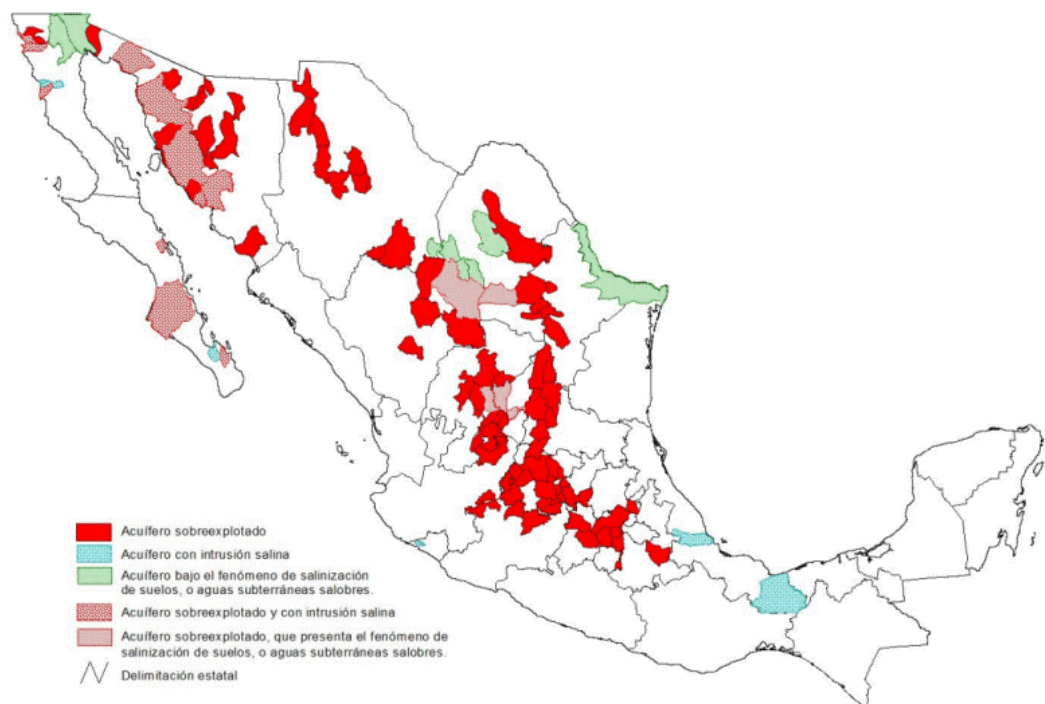 Acuífero sobreexplotado
Acuífero con intrusión salina
Acuífero bajo el fenómeno de salinización
de suelos, o aguas subterráneas salobres.
Acuífero sobreexplotado y con intrusión salina
Acuífero sobreexplotado, que presenta el fenómeno de
salinización de suelos, o aguas subterráneas salobres.
Delimitación estatal